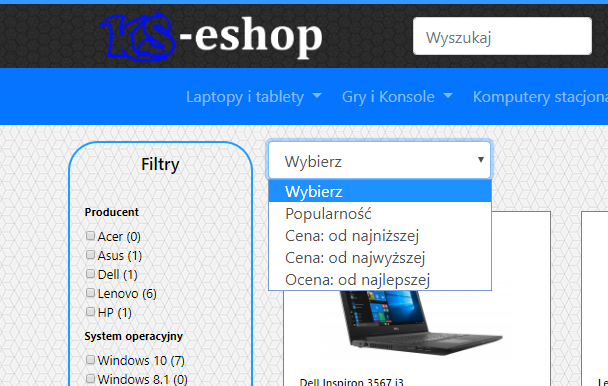 KS-eshop
Wyszukaj
Laptopy i tablety Gry i Konsole Komputery stacjona
Filtry
Producent
Acer (0)
Asus (1)
Dell (1)
Lenovo (6)
HP (1)
System operacyjny
Windows 10 (7)
Windows 8.1 (0)
Wybierz
Wybierz
Popularność
Cena: od najniższej
Cena: od najwyższej
Ocena: od najlepszej
Dell Inspiron 3567 i3
Le